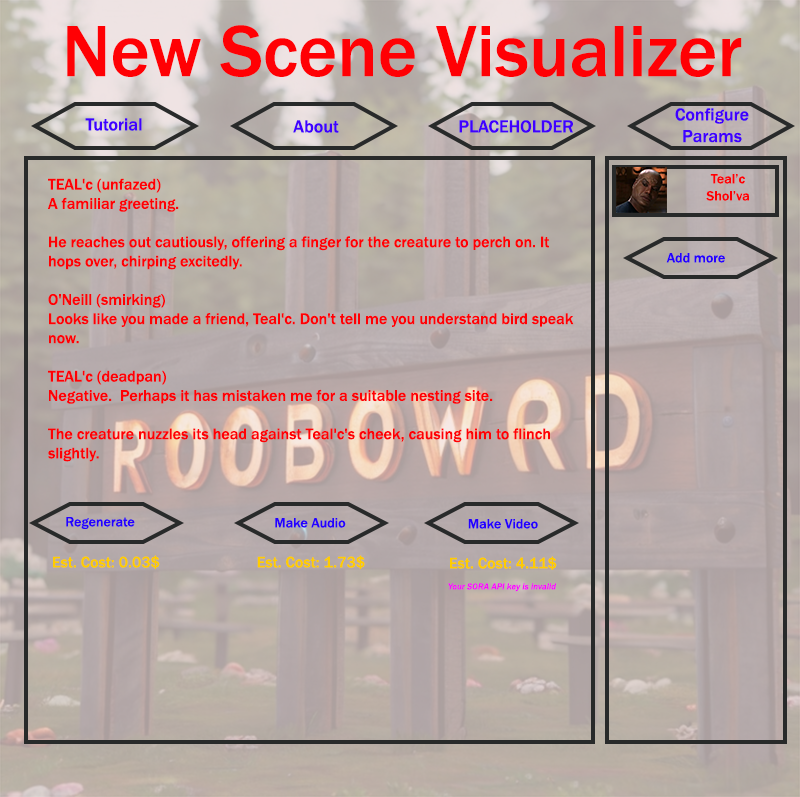 New Scene Visualizer
Tutorial
About
PLACEHOLDER
Configure
Params
TEAL'c (unfazed)
A familiar greeting.
He reaches out cautiously, offering a finger for the creature to perch on. It
hops over, chirping excitedly.
O'Neill (smirking)
Looks like you made a friend, Teal'c. Don't tell me you understand bird speak
now.
TEAL'c (deadpan)
Negative.  Perhaps it has mistaken me for a suitable nesting site.
The creature nuzzles its head against Teal'c's cheek, causing him to flinch
slightly.
ROOBOWRD
Regenerate
Make Audio
Make Video
Est. Cost: 0.03$
Est. Cost: 1.73$
Est. Cost: 4.11$
Your SORA API key is invalid
Teal'c
Shol'va
Add more